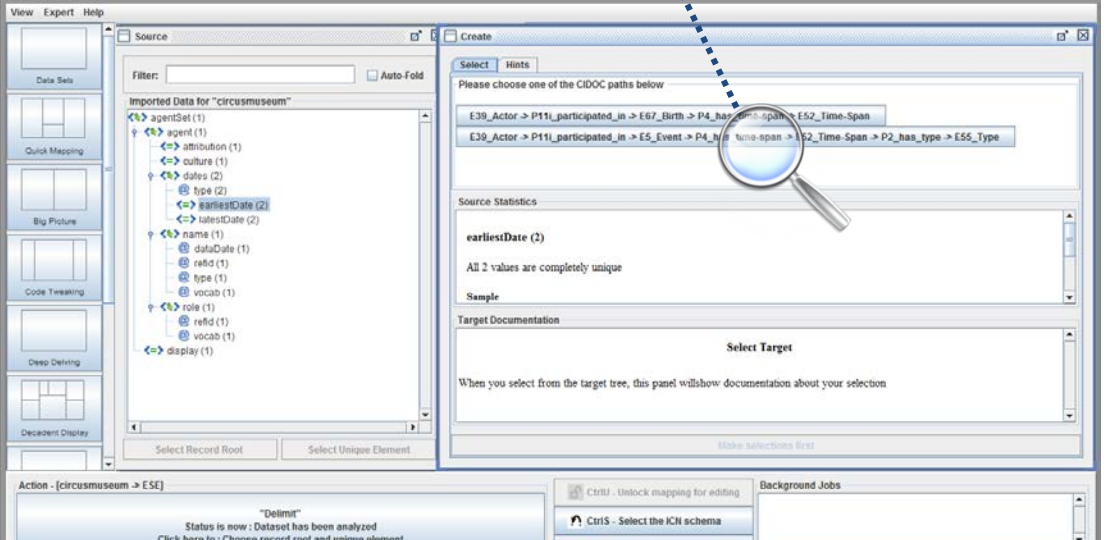 View Expert Help
Data Sets
Quick Mapping
Big Picture
Code Tweaking
Deep Delving
Decadent Display
Source
Filter:
Auto-Fold
Imported Data for "circusmuseum"
agentSet (1)
agent (1)
attribution (1)
culture (1)
dates (2)
type (2)
earliestDate (2)
latestDate (2)
name (1)
dataDate (1)
refid (1)
type (1)
vocab (1)
role (1)
refid (1)
vocab (1)
display (1)
Select Record Root
Select Unique Element
Create
Select Hints
Please choose one of the CIDOC paths below
E39_Actor -> P11i_participated_in -> E67_Birth -> P4_has_time-span -> E52_Time-Span
E39_Actor -> P11i_participated_in -> E5_Event -> P4_has_time-span -> E52_Time-Span -> P2_has_type -> E55_Type
Source Statistics
earliestDate (2)
All 2 values are completely unique
Sample
Target Documentation
Select Target
When you select from the target tree, this panel willshow documentation about your selection
Make selections first
Action - [circusmuseum -> ESE]
"Delimit"
Status is now : Dataset has been analyzed
Click here to : Choose record root and unique element
CtrlU - Unlock mapping for editing
CtrlS - Select the ICN schema
Background Jobs